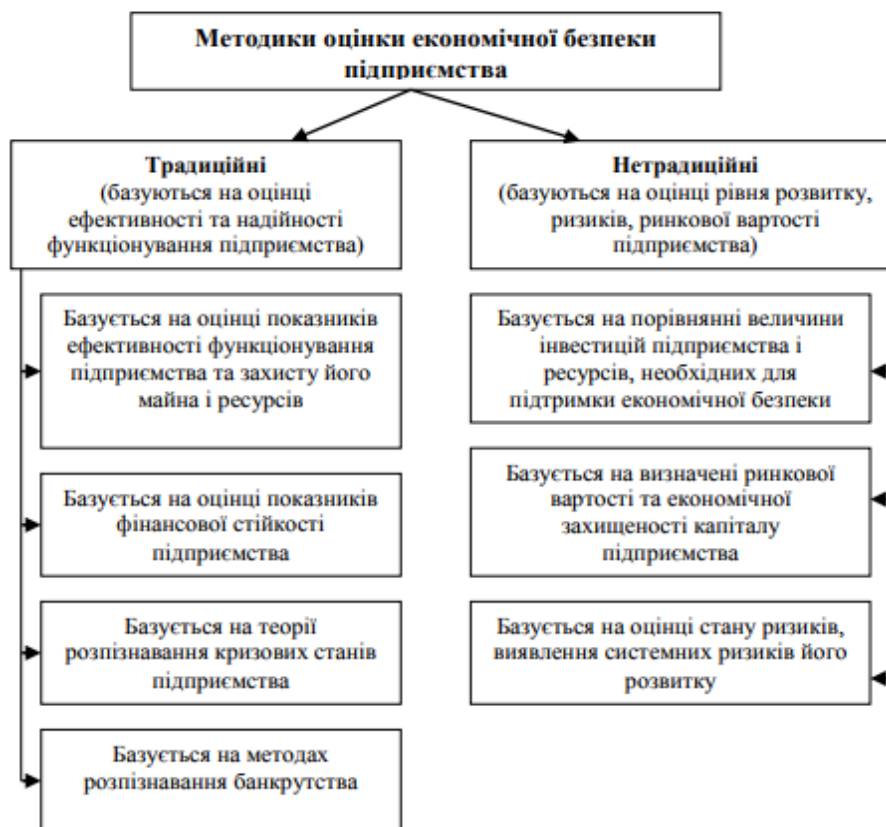 Методики оцінки економічної безпеки
підприємства
Традиційні
(базуються на оцінці
ефективності та надійності
функціонування підприємства)
Нетрадиційні
(базуються на оцінці рівня розвитку,
ризиків, ринкової вартості
підприємства)
Базується на оцінці показників
ефективності функціонування
підприємства та захисту його
майна і ресурсів
Базується на порівнянні величини
інвестицій підприємства і
ресурсів, необхідних для
підтримки економічної безпеки
Базується на оцінці показників
фінансової стійкості
підприємства
Базується на визначені ринкової
вартості та економічної
захищеності капіталу
підприємства
Базується на теорії
розпізнавання кризових станів
підприємства
Базується на оцінці стану ризиків,
виявлення системних ризиків його
розвитку
Базується на методах
розпізнавання банкрутства